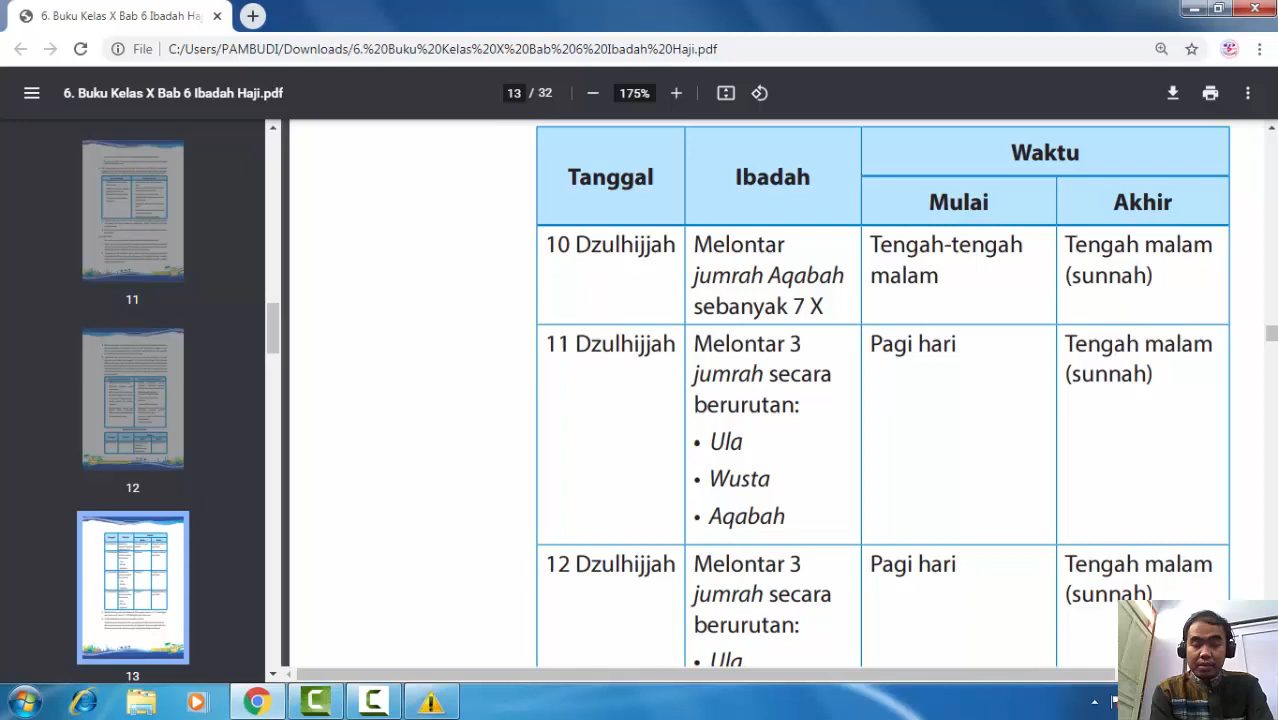 6. Buku Kelas X Bab 6 Ibadah Haj
File C:/Users/PAMBUDI/Downloads/6.%20Buku%20Kelas%20X%20Bab%206%20Ibadah%20Haji.pdf
6. Buku Kelas X Bab 6 Ibadah Haji.pdf
13 / 32
175%
11
12
13
Tanggal
Ibadah
Waktu
Mulai
Akhir
10 Dzulhijjah
Melontar
jumrah Aqabah
sebanyak 7 X
Tengah-tengah
malam
Tengah malam
(sunnah)
11 Dzulhijjah
Melontar 3
jumrah secara
berurutan:
• Ula
• Wusta
• Aqabah
Pagi hari
Tengah malam
(sunnah)
12 Dzulhijjah
Melontar 3
jumrah secara
berurutan:
• Ula
Pagi hari
Tengah malam
(sunnah)